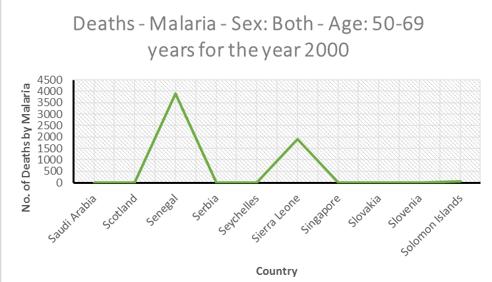 Deaths - Malaria - Sex: Both - Age: 50-69
years for the year 2000
No. of Deaths by Malaria
4500
4000
3500
3000
2500
2000
1500
1000
500
0
Saudi Arabia
Scotland
Senegal
Serbia
Seychelles
Sierra Leone
Singapore
Slovakia
Slovenia
Solomon Islands
Country